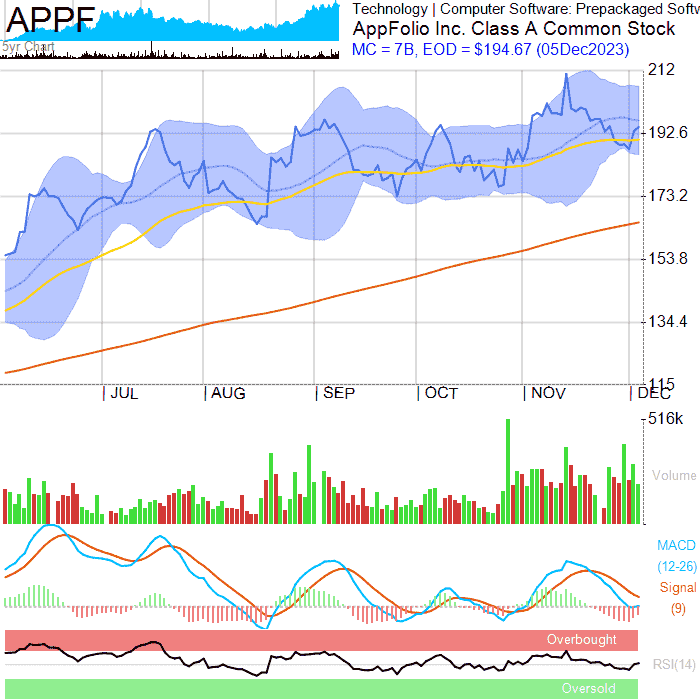 APPF
5yr Chart
Technology | Computer Software: Prepackaged Softw
AppFolio Inc. Class A Common Stock
MC = 7B, EOD = $194.67 (05Dec2023)
212
192.6
173.2
153.8
134.4
115
JUL AUG SEP OCT NOV DEC
516k
Volume
MACD
(12-26)
Signal
(9)
Overbought
RSI(14)
Oversold